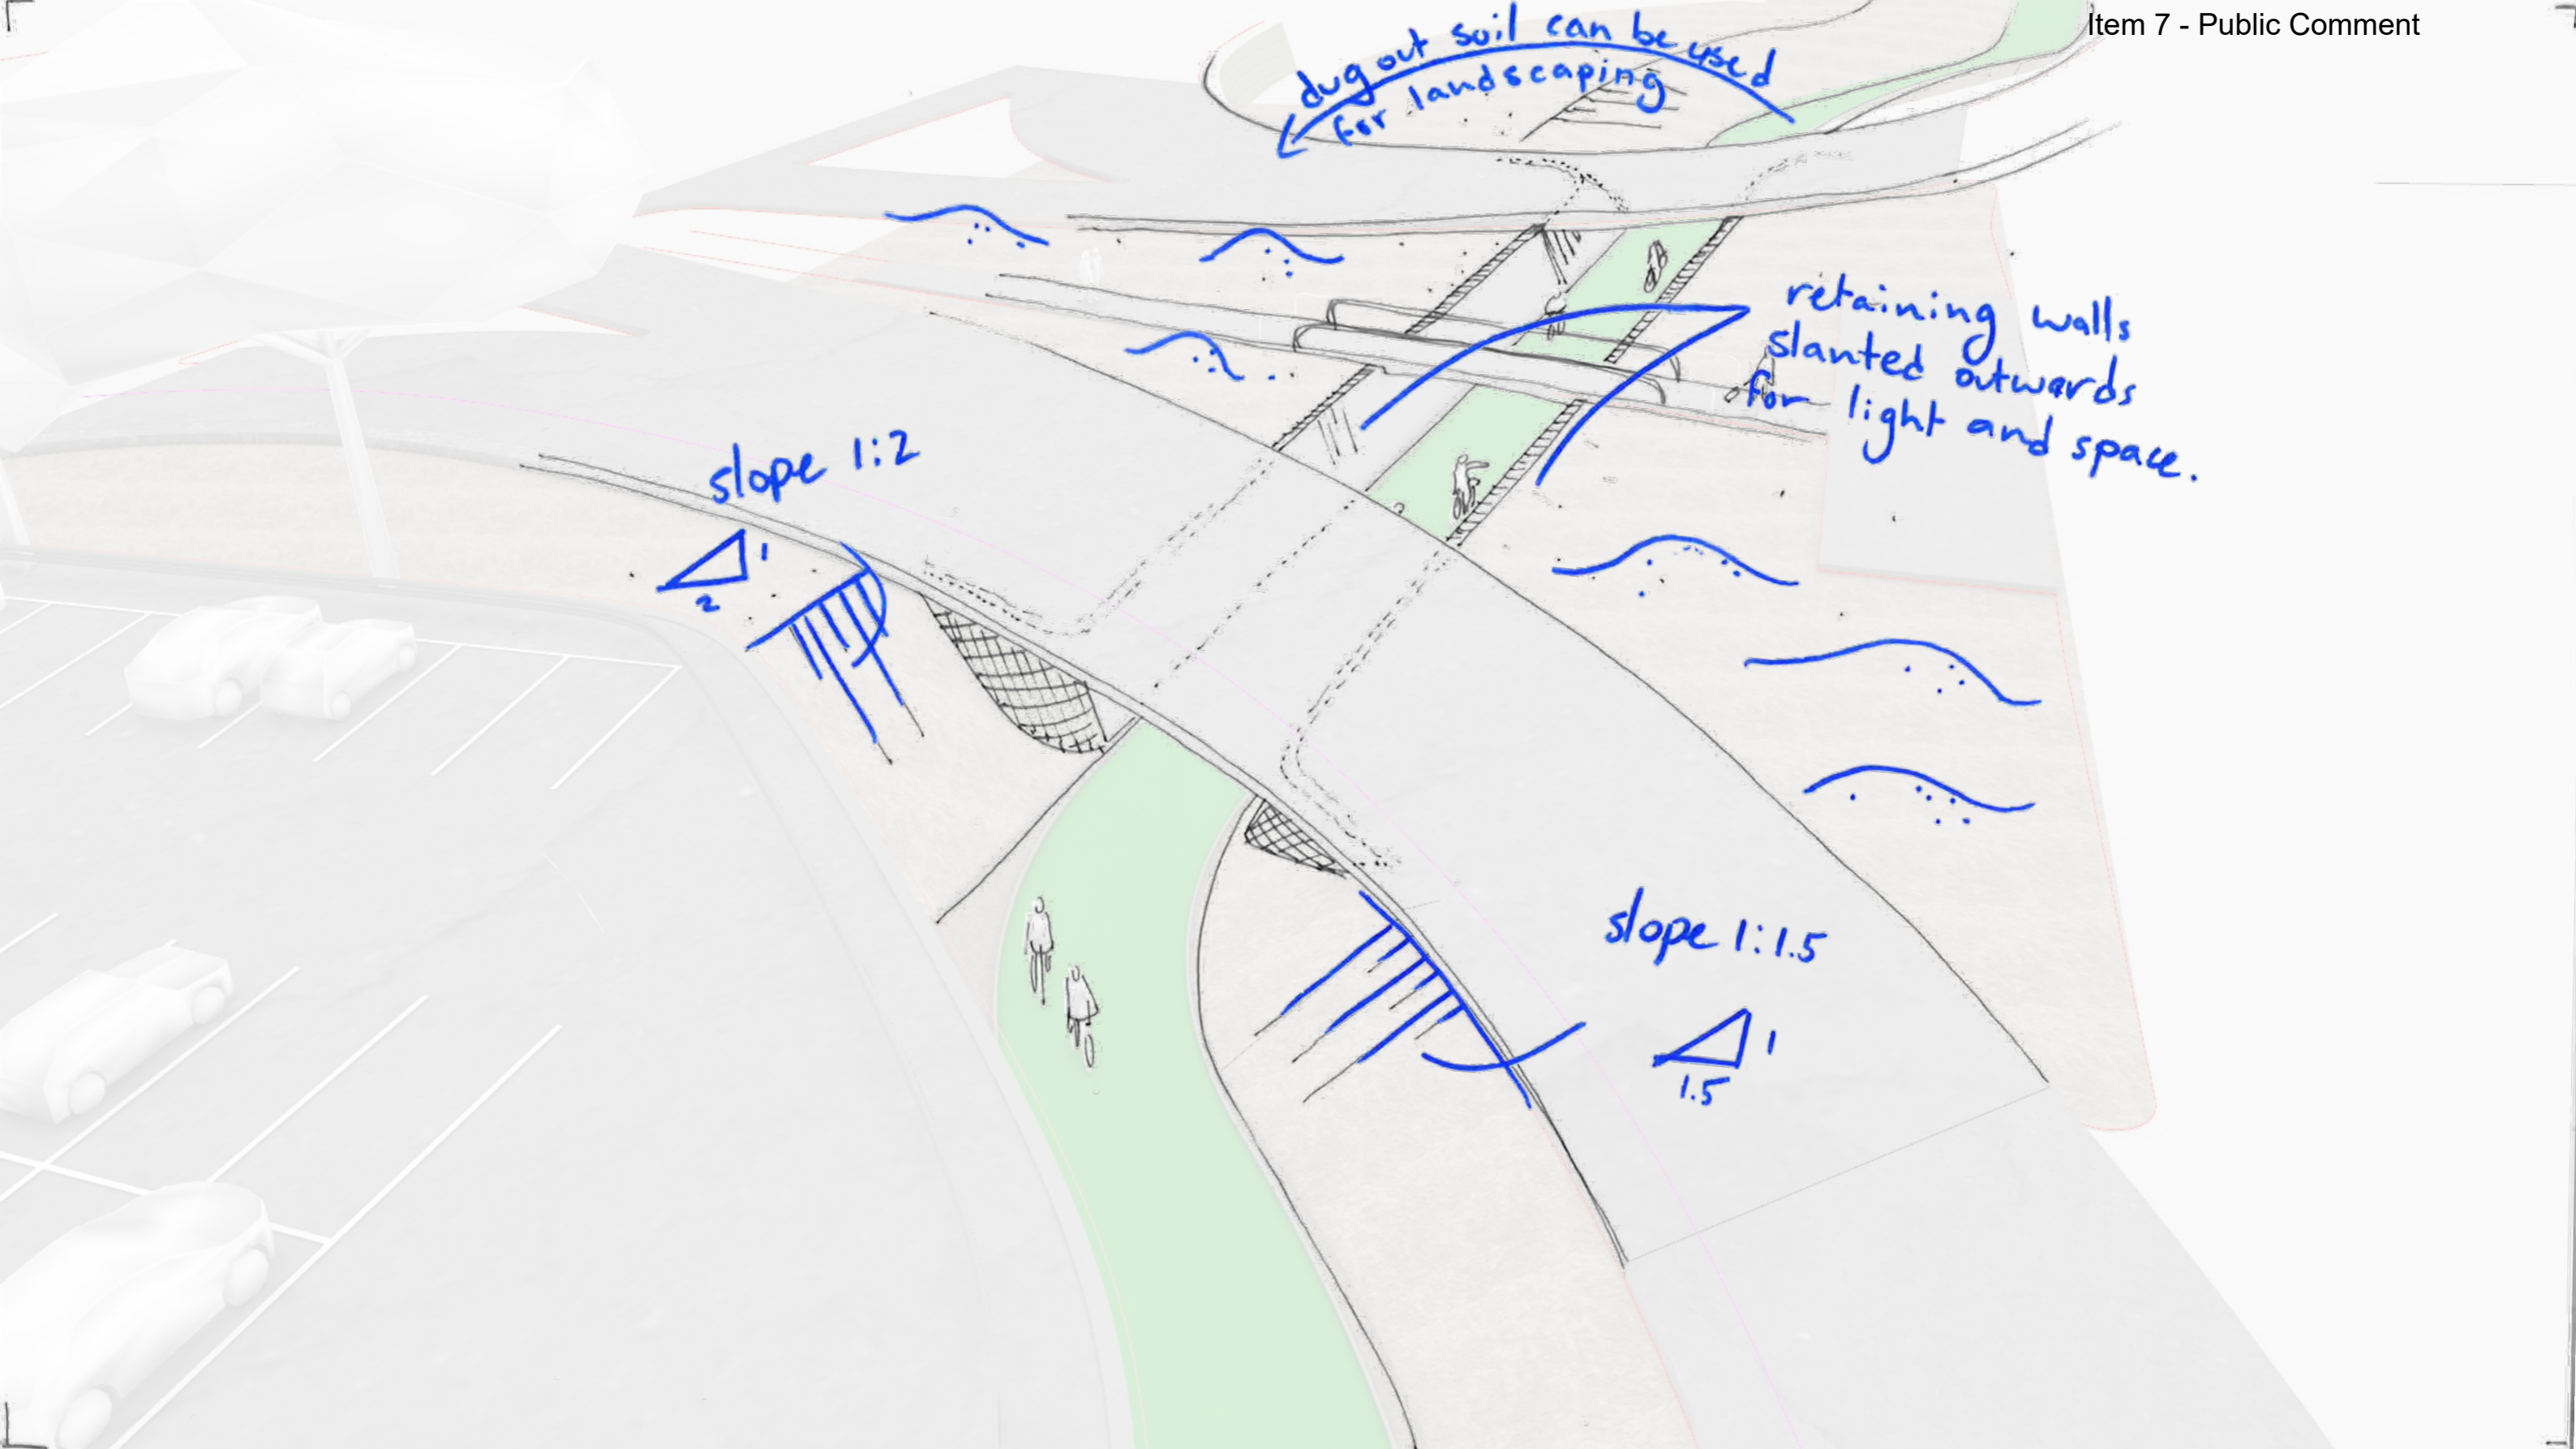 Item 7 - Public Comment
dug out soil can be used
for landscaping
retaining walls
slanted outwards
for light and space.
slope 1:2
1
2
slope 1:1.5
1
1.5